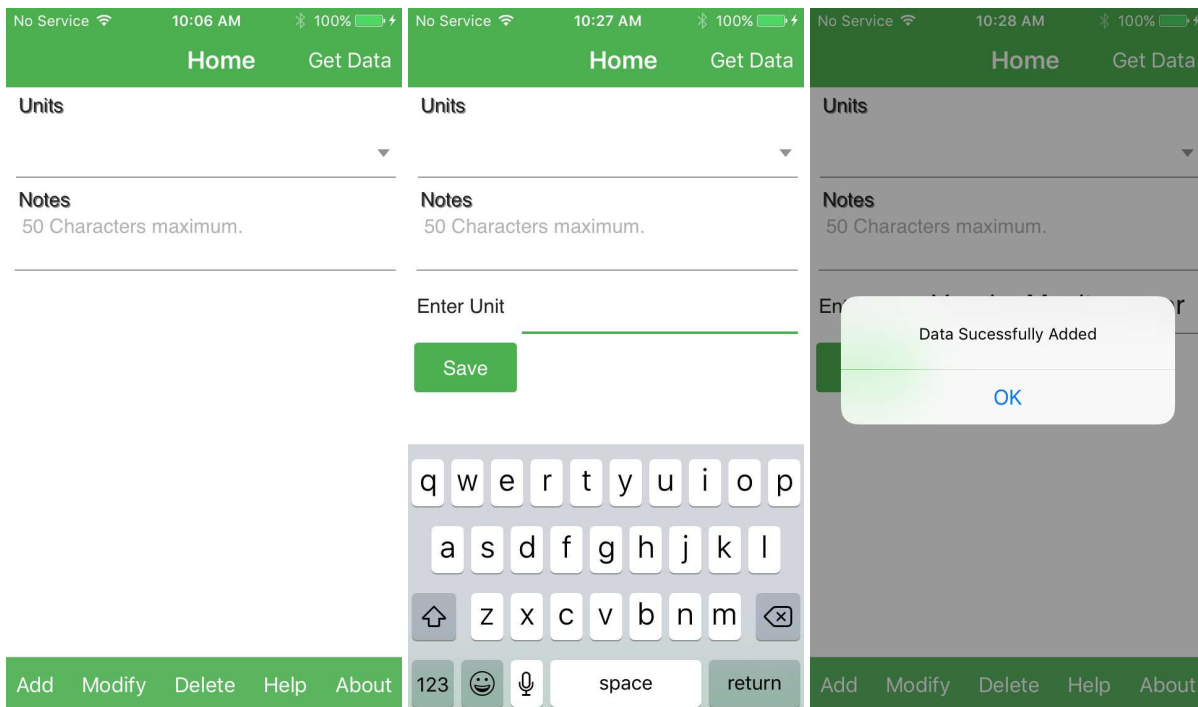 No Service 10:06 AM 100%
Home Get Data
Units
Notes
50 Characters maximum.
Add Modify Delete Help About
No Service 10:27 AM 100%
Home Get Data
Units
Notes
50 Characters maximum.
Enter Unit
Save
q w e r t y u i o p
a s d f g h j k l
z x c v b n m
123 space return
No Service 10:28 AM 100%
Home Get Data
Units
Notes
50 Characters maximum.
Data Sucessfully Added
OK
Add Modify Delete Help About